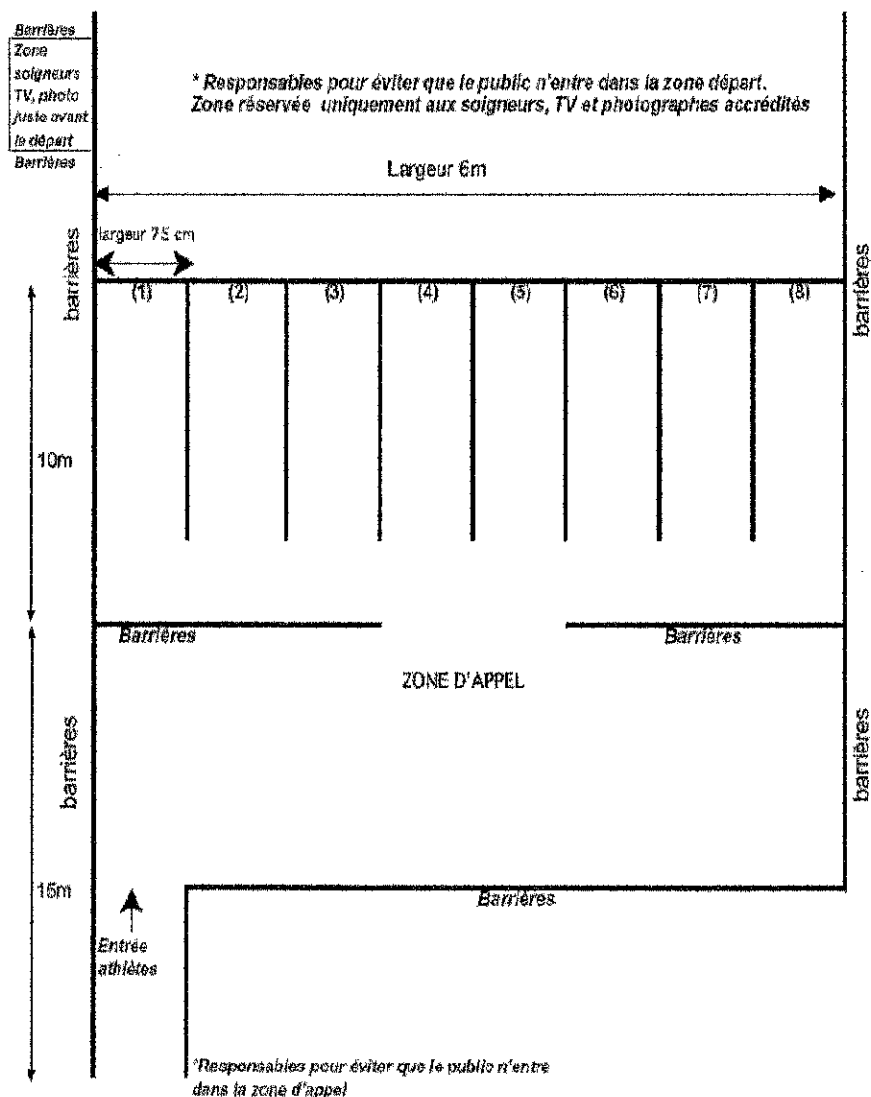 Barrières
Zone
soigneurs
TV, photo
juste avant
le départ
Barrières
* Responsables pour éviter que le public n'entre dans la zone départ.
Zone réservée uniquement aux soigneurs, TV et photographes accrédités
Largeur 6m
largeur 75 cm
barrières
barrières
(1) (2) (3) (4) (5) (6) (7) (8)
10m
Barrières
Barrières
ZONE D'APPEL
barrières
barrières
15m
Barrières
Entrée
athlètes
*Responsables pour éviter que le public n'entre
dans la zone d'appel